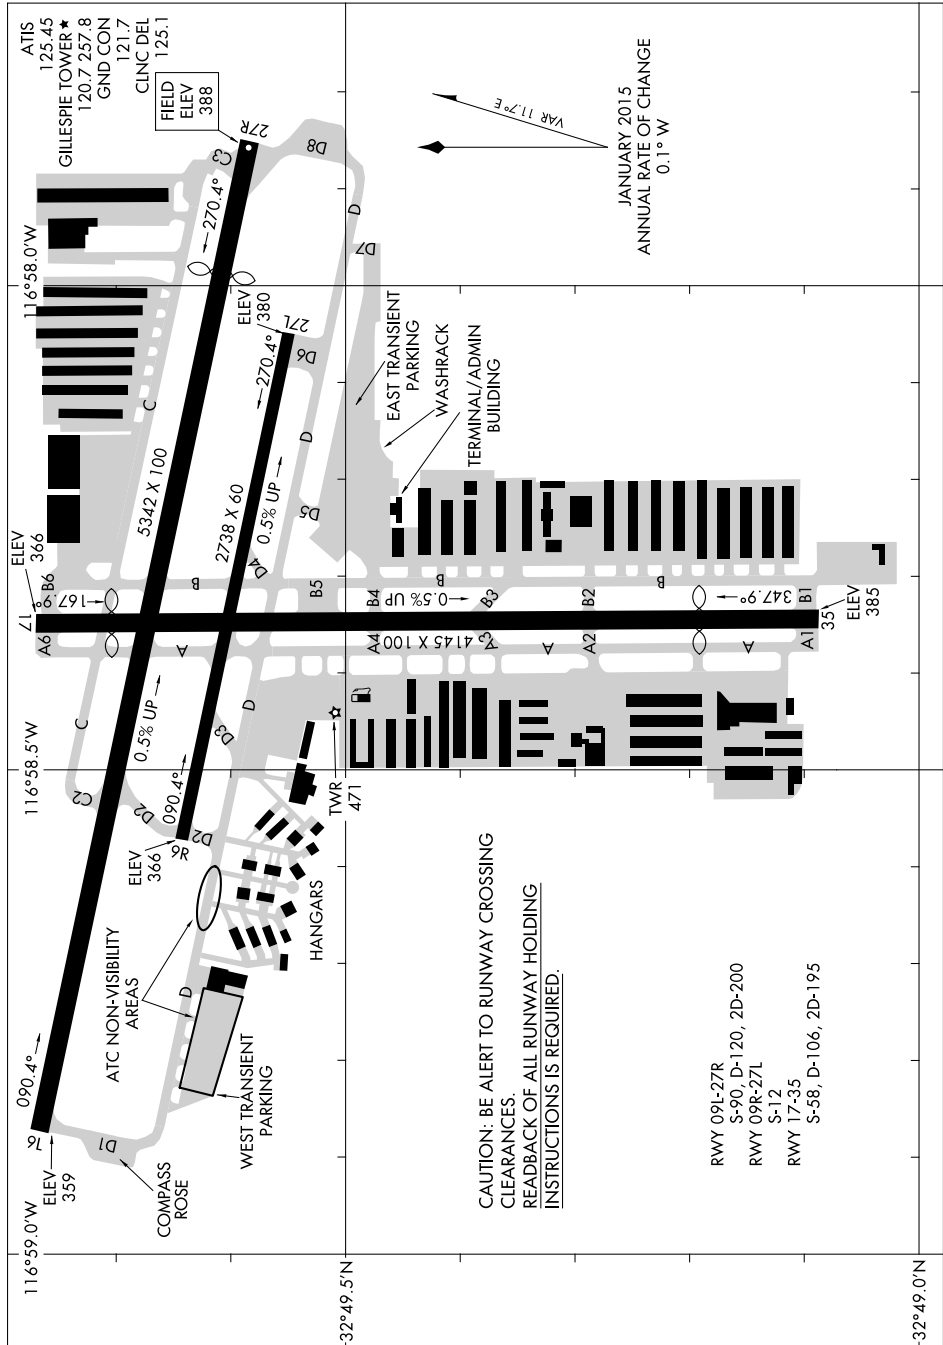 ATIS
125.45
GILLESPIE TOWER★
120.7 257.8
GND CON
121.7
CLNC DEL
125.1
FIELD
ELEV
388
27R
C3
D8
270.4°
D
D7
116°58.0'W
ELEV
380
27L
D6
270.4°
C
D
5342 X 100
2738 X 60
0.5% UP
D5
D4
EAST TRANSIENT
PARKING
WASHRACK
TERMINAL/ADMIN
BUILDING
VAR 11.7°E
JANUARY 2015
ANNUAL RATE OF CHANGE
0.1° W
ELEV
366
17
B6
A6
167.9°
B
A
B5
B4
A4
0.5% UP
4145 X 100
B
B3
A3
B2
A2
A
B
A
347.9°
B1
A1
35
ELEV
385
C
0.5% UP
D3
D
116°58.5'W
C2
D2
090.4°
D2
9R
ELEV
366
TWR
471
HANGARS
ATC NON-VISIBILITY
AREAS
D
WEST TRANSIENT
PARKING
090.4°
9L
ELEV
359
D1
COMPASS
ROSE
116°59.0'W
32°49.5'N
32°49.0'N
CAUTION: BE ALERT TO RUNWAY CROSSING
CLEARANCES.
READBACK OF ALL RUNWAY HOLDING
INSTRUCTIONS IS REQUIRED.
RWY 09L-27R
S-90, D-120, 2D-200
RWY 09R-27L
S-12
RWY 17-35
S-58, D-106, 2D-195